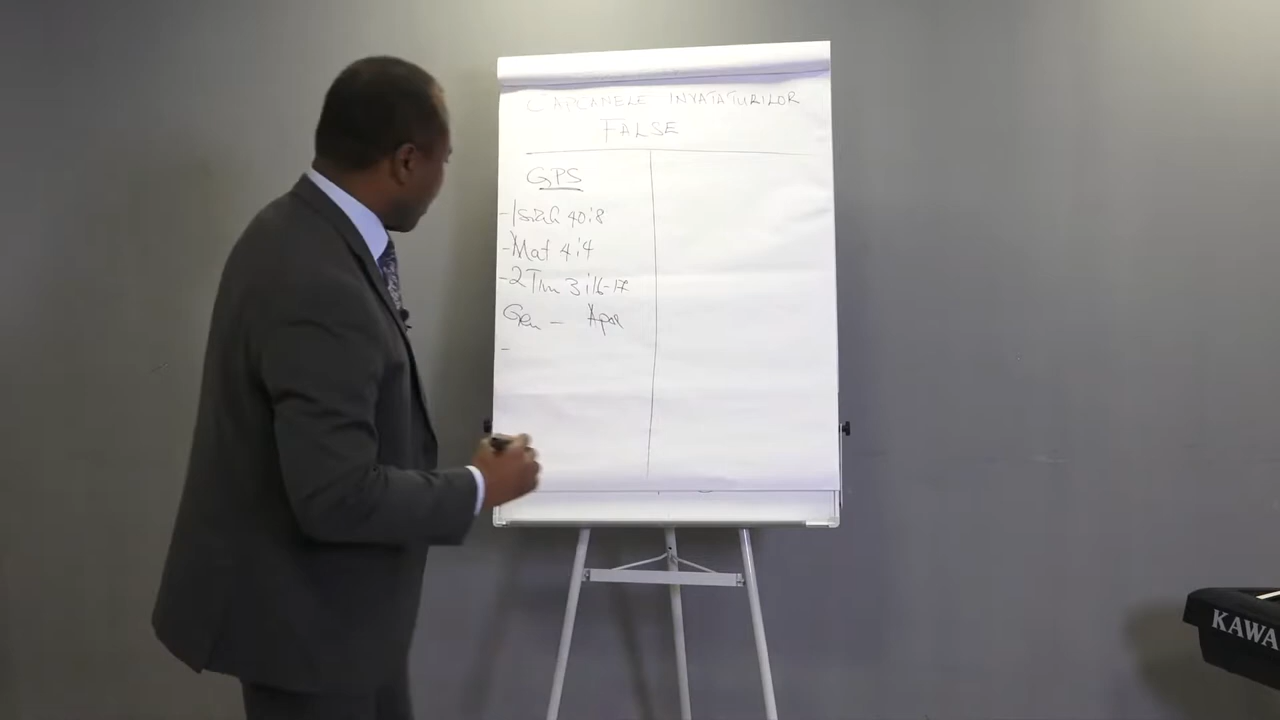 CAPCANELE INVATATURILOR
FALSE
GPS
- Isaia 40:8
- Mat 4:4
- 2 Tim 3:16-17
Gen - Apoc
-
KAWA